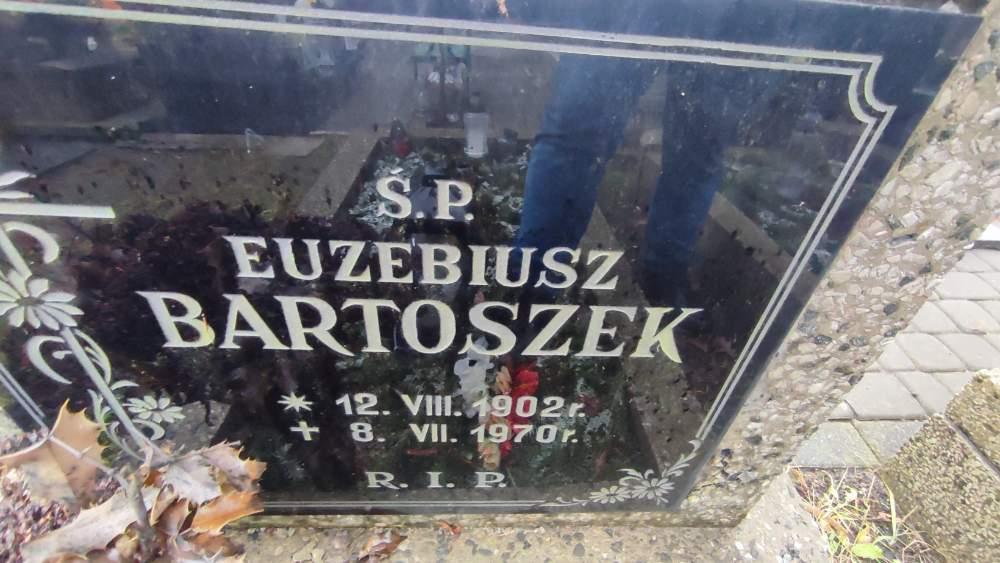 Ś.P.
EUZEBIUSZ
BARTOSZEK
* 12. VIII. 1902r.
+ 8. VII. 1970r.
R.I.P.